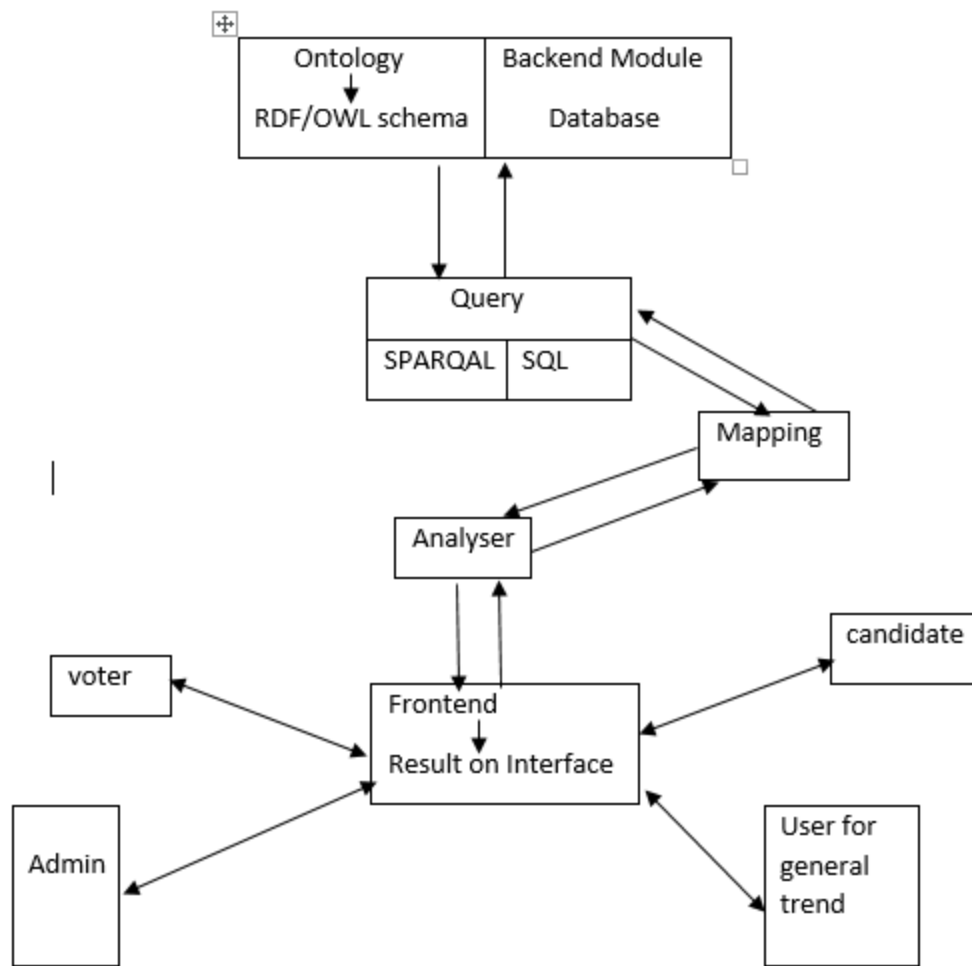 Ontology
RDF/OWL schema
Backend Module
Database
Query
SPARQAL
SQL
Mapping
Analyser
voter
candidate
Frontend
Result on Interface
Admin
User for
general
trend